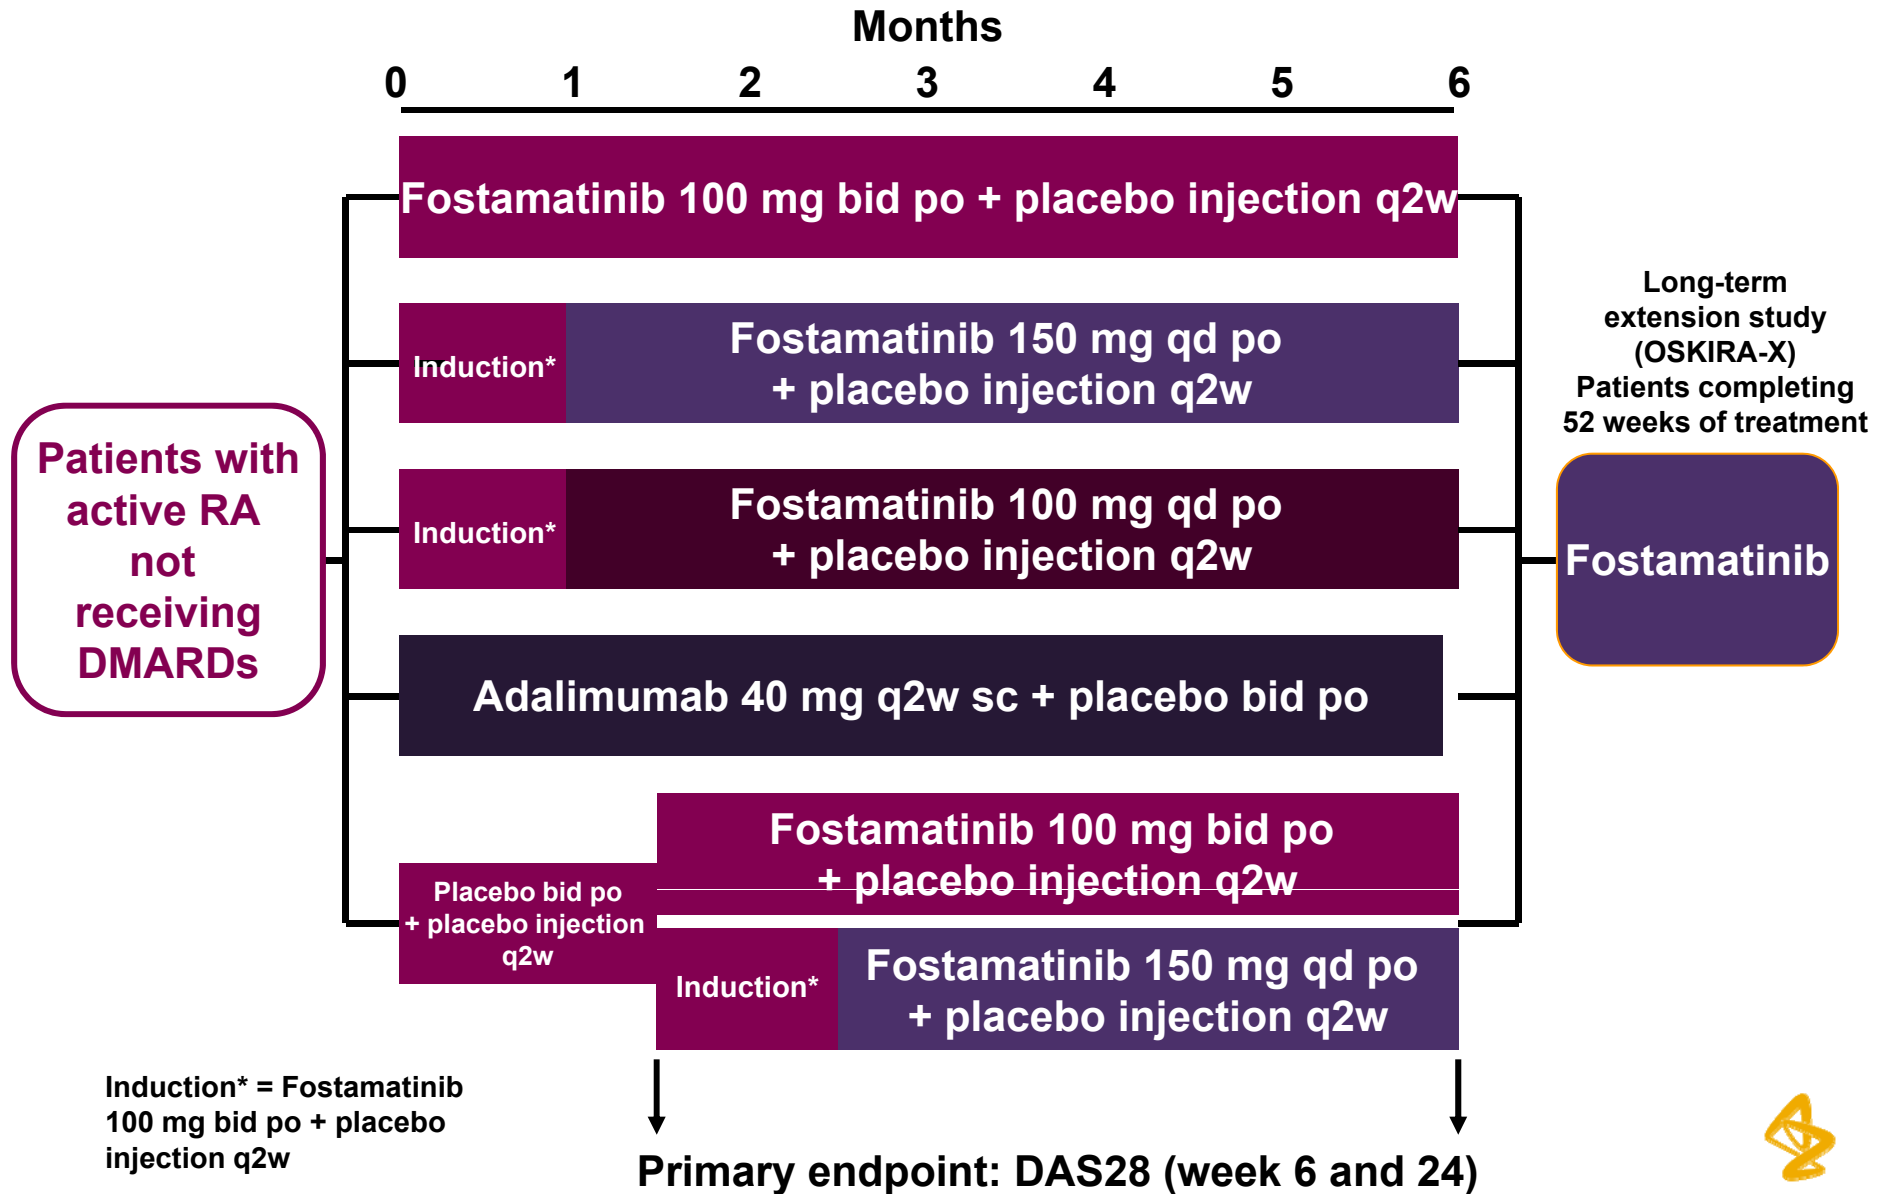 Months
0 1 2 3 4 5 6
Fostamatinib 100 mg bid po + placebo injection q2w
Induction*
Fostamatinib 150 mg qd po
+ placebo injection q2w
Induction*
Fostamatinib 100 mg qd po
+ placebo injection q2w
Adalimumab 40 mg q2w sc + placebo bid po
Placebo bid po
+ placebo injection
q2w
Fostamatinib 100 mg bid po
+ placebo injection q2w
Induction*
Fostamatinib 150 mg qd po
+ placebo injection q2w
Patients with
active RA
not
receiving
DMARDs
Long-term
extension study
(OSKIRA-X)
Patients completing
52 weeks of treatment
Fostamatinib
Induction* = Fostamatinib
100 mg bid po + placebo
injection q2w
Primary endpoint: DAS28 (week 6 and 24)